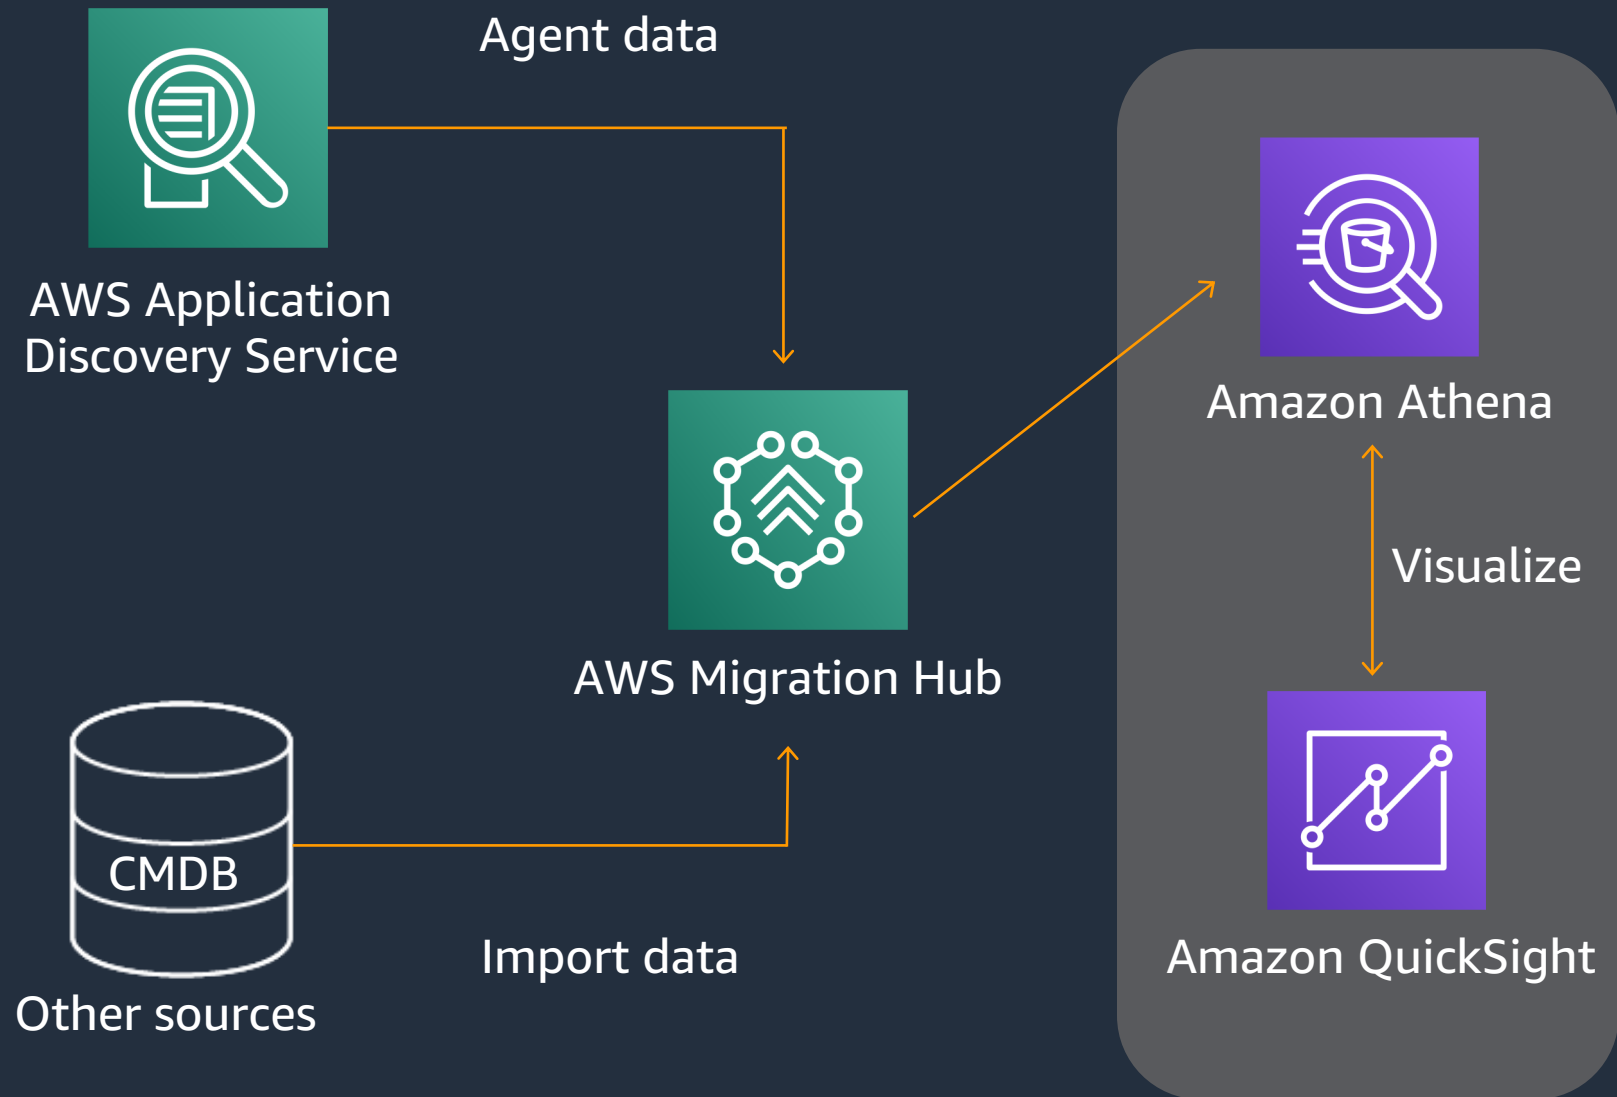 Agent data
AWS Application
Discovery Service
Amazon Athena
Visualize
AWS Migration Hub
CMDB
Import data
Amazon QuickSight
Other sources